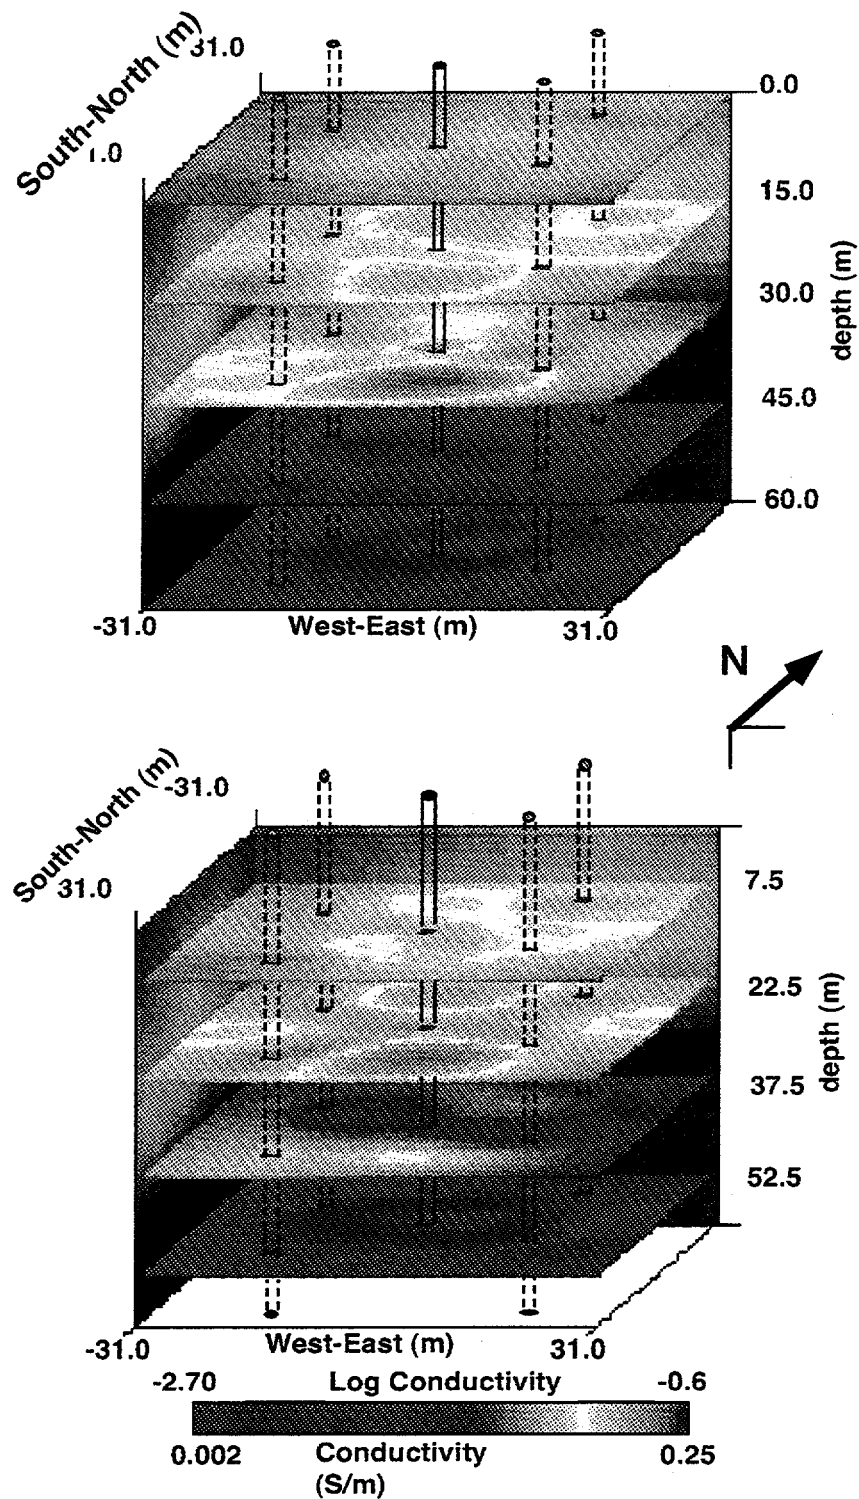 South-North (m)
31.0
1.0
0.0
15.0
30.0
45.0
60.0
depth (m)
-31.0
West-East (m)
31.0
N
South-North (m)
-31.0
31.0
7.5
22.5
37.5
52.5
depth (m)
-31.0
West-East (m)
31.0
-2.70
Log Conductivity
-0.6
0.002
Conductivity
0.25
(S/m)